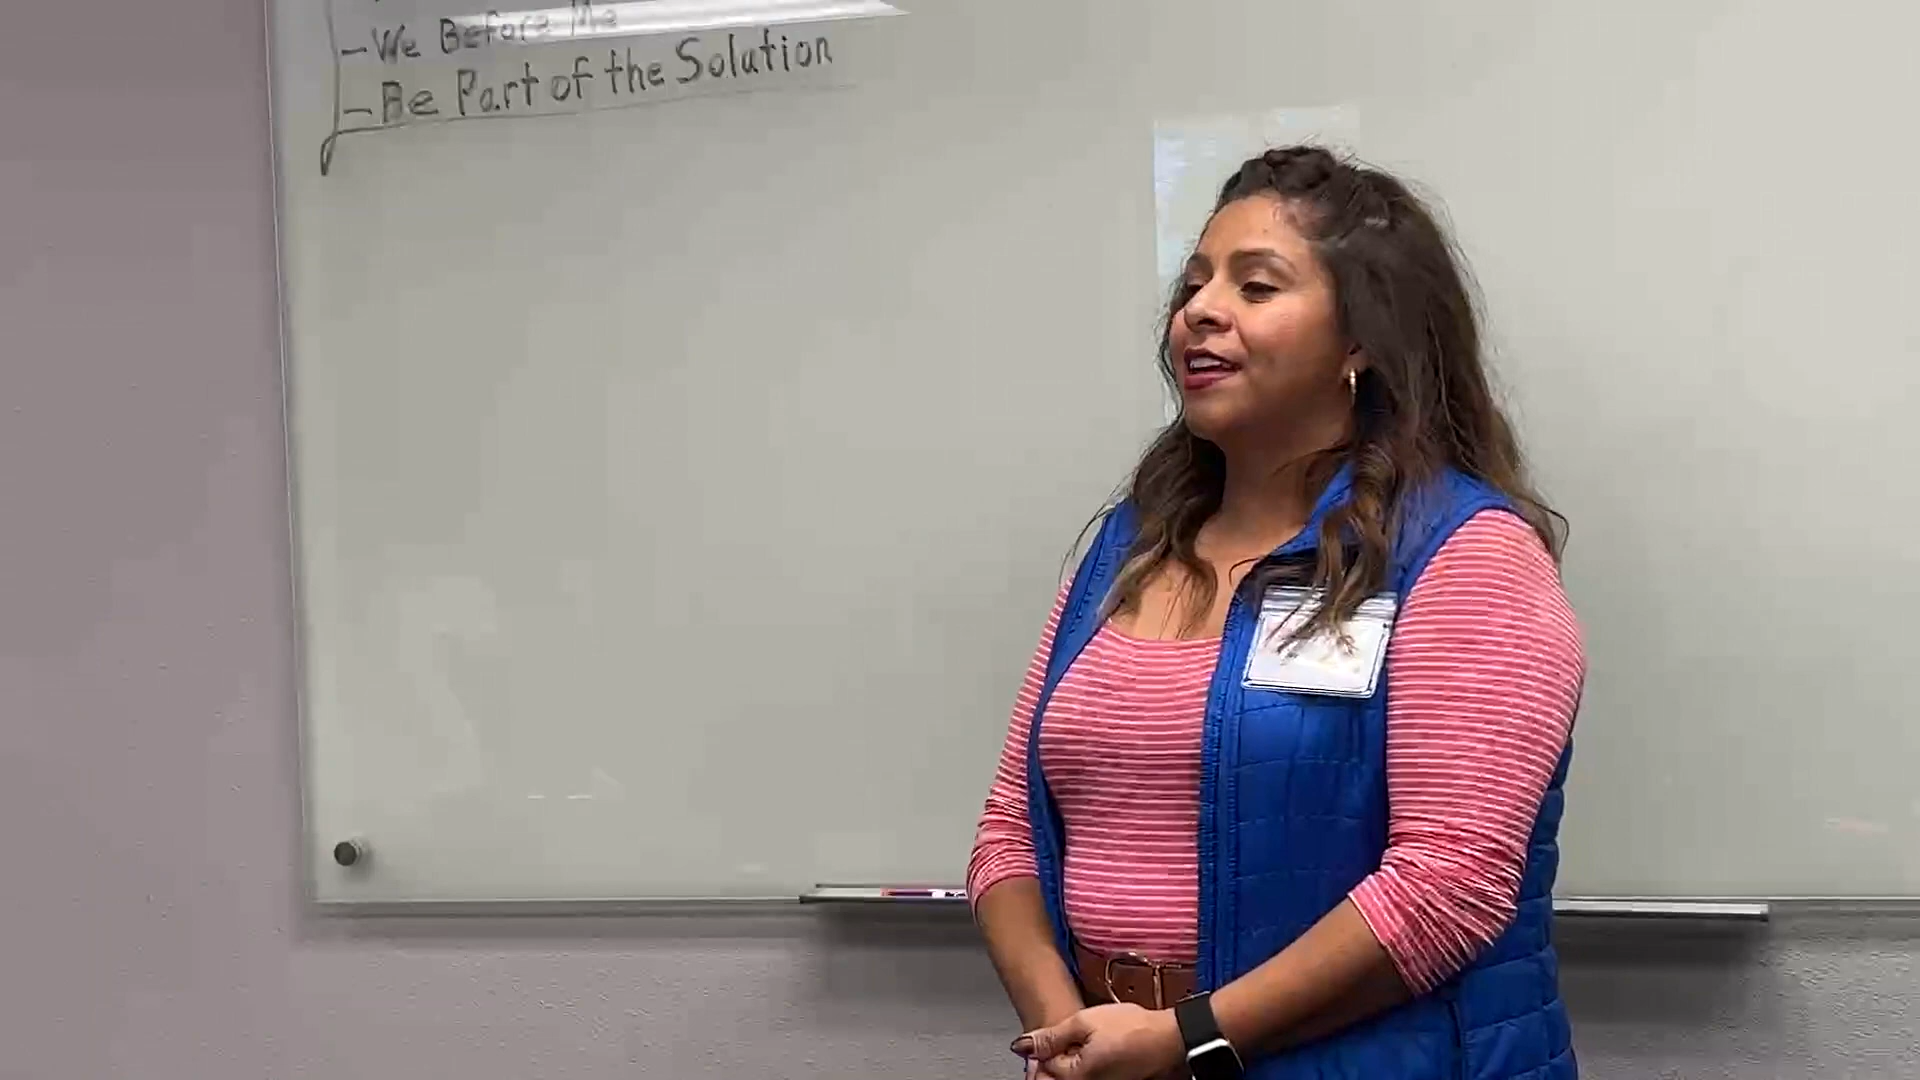 - We Before Me
- Be Part of the Solution